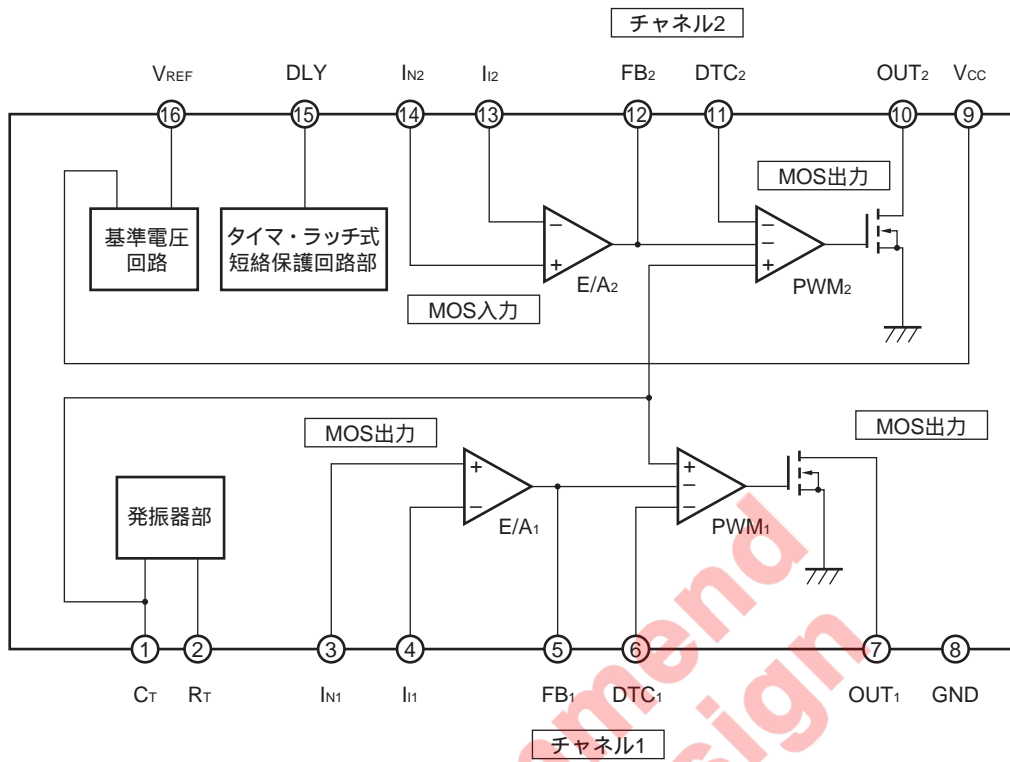 チャネル2
VREF DLY IN2 II2 FB2 DTC2 OUT2 VCC
16 15 14 13 12 11 10 9
MOS出力
基準電圧
回路
タイマ・ラッチ式
短絡保護回路部
−
+
E/A2
−
−
+
PWM2
MOS入力
MOS出力
MOS出力
発振器部
+
−
E/A1
+
−
−
PWM1
1 2 3 4 5 6 7 8
CT RT IN1 II1 FB1 DTC1 OUT1 GND
チャネル1